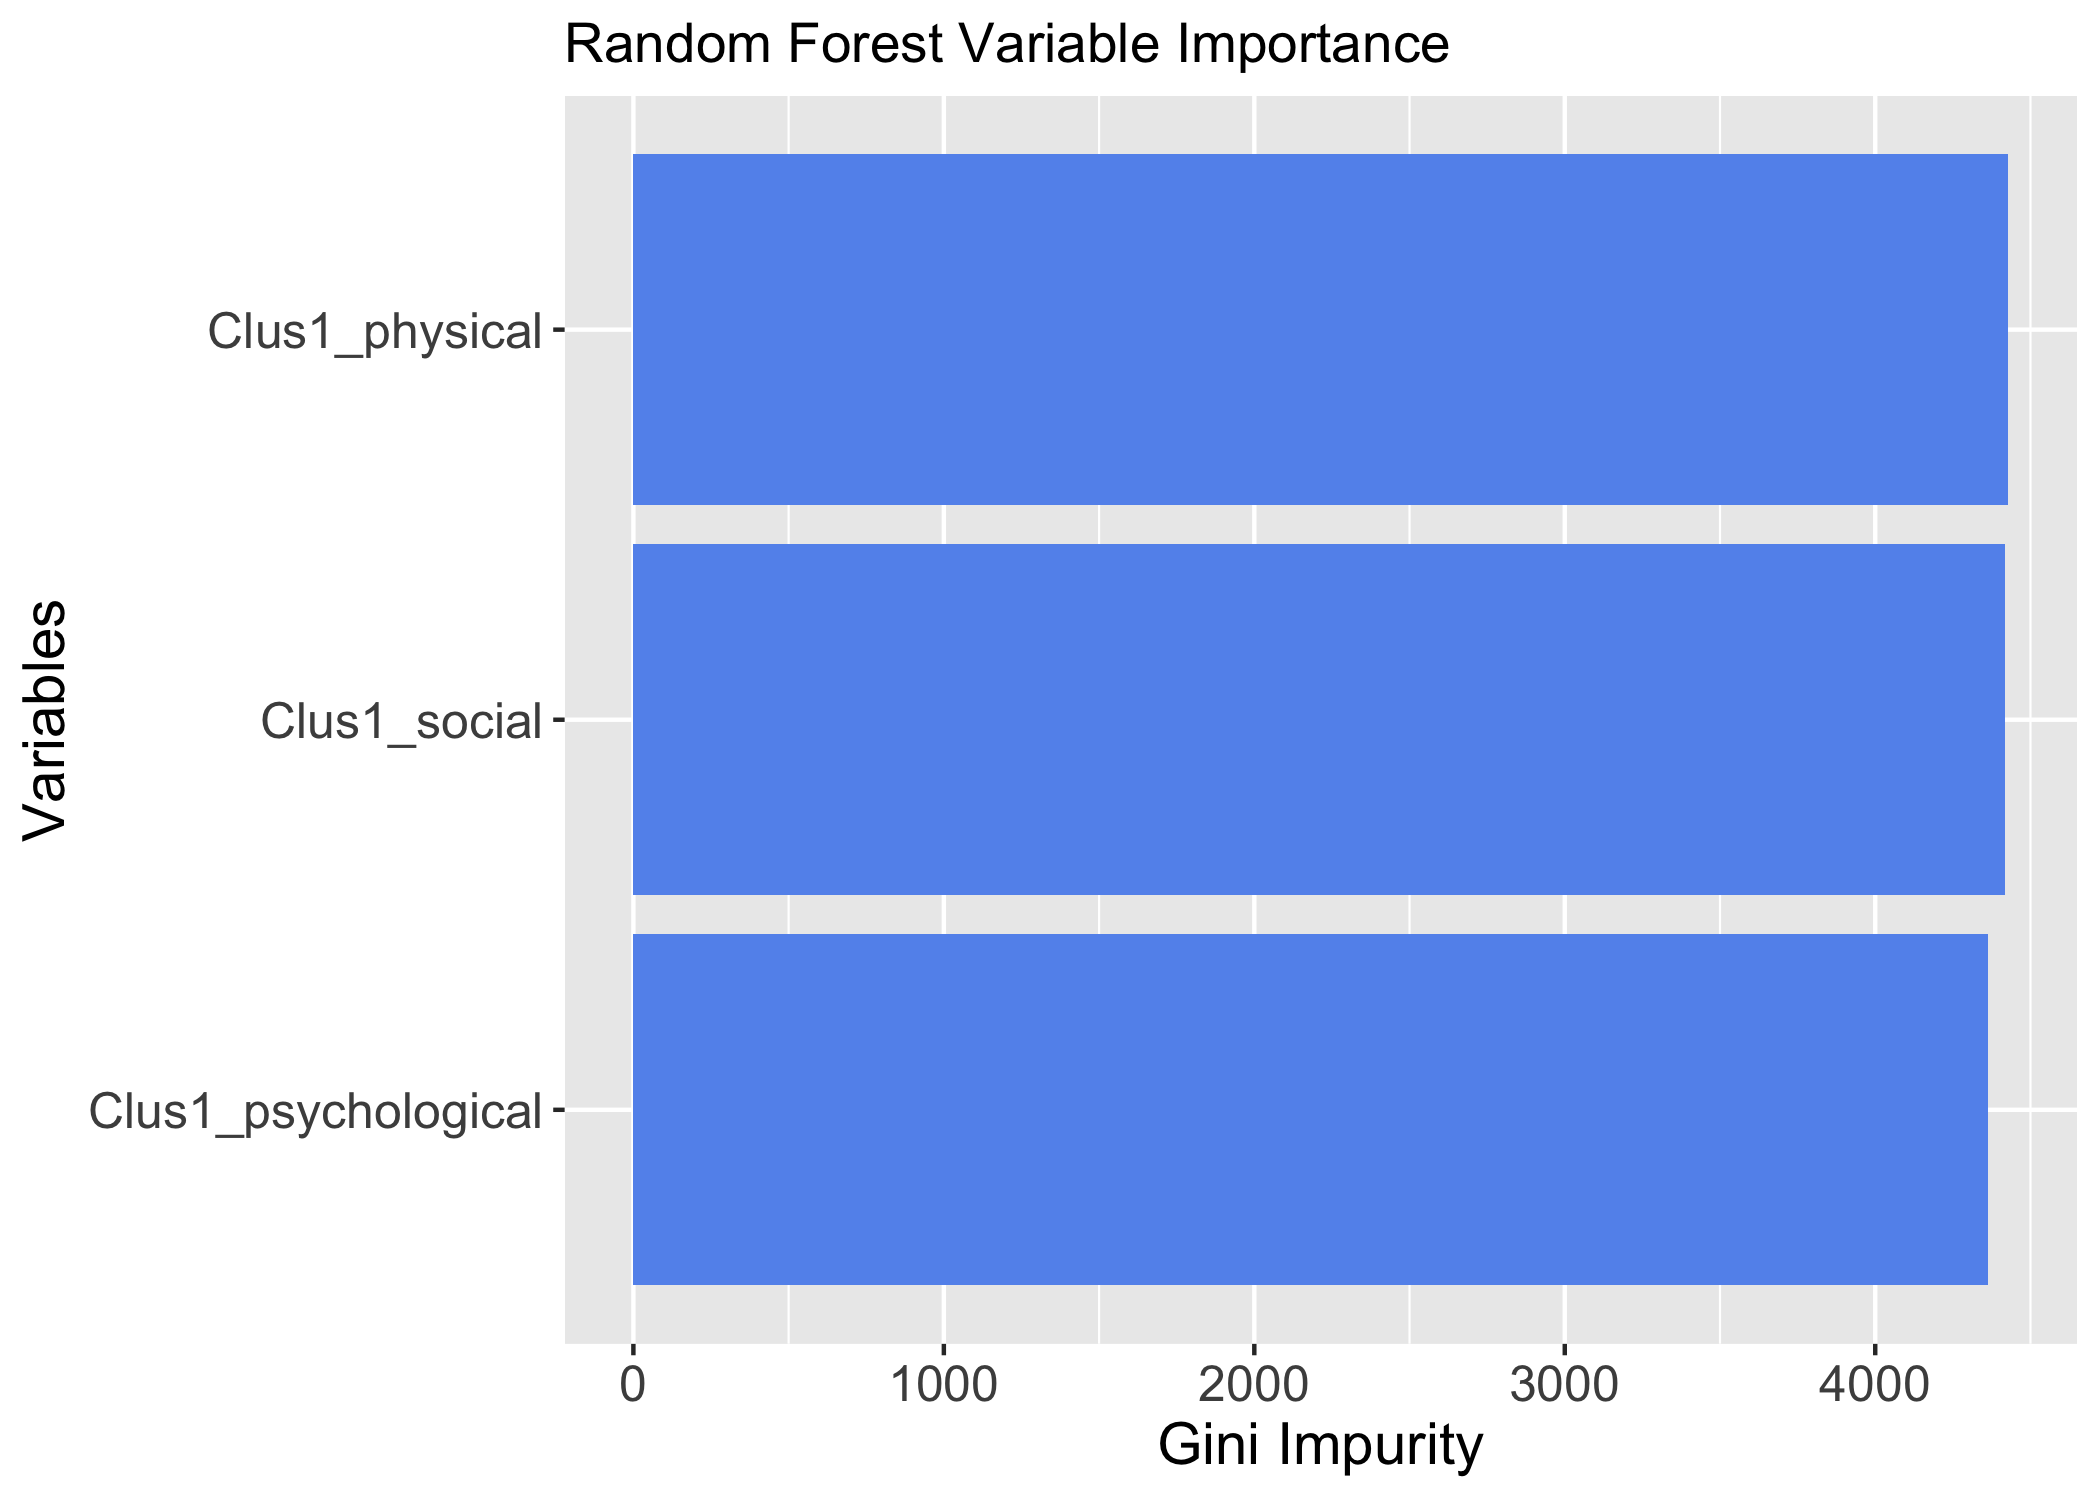 Random Forest Variable Importance
Variables
Clus1_physical
Clus1_social
Clus1_psychological
0 1000 2000 3000 4000
Gini Impurity